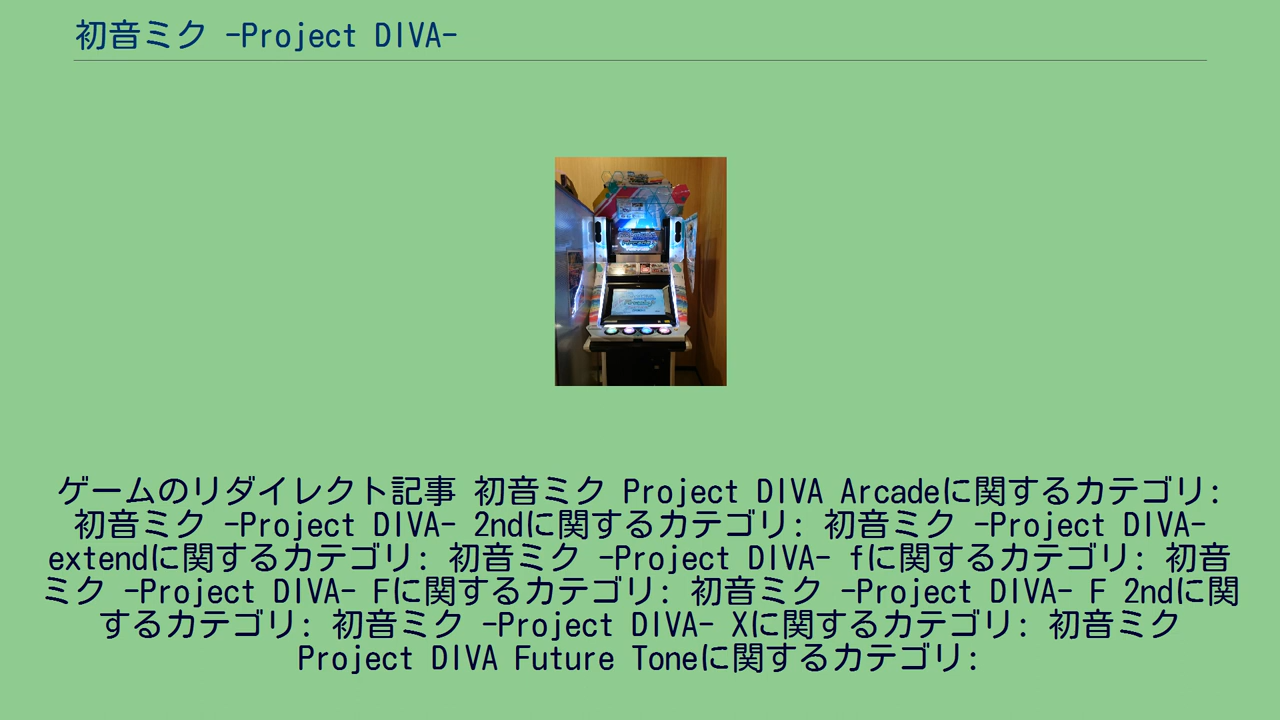 初音ミク -Project DIVA-
ゲームのリダイレクト記事 初音ミク Project DIVA Arcadeに関するカテゴリ:
初音ミク -Project DIVA- 2ndに関するカテゴリ: 初音ミク -Project DIVA-
extendに関するカテゴリ: 初音ミク -Project DIVA- fに関するカテゴリ: 初音
ミク -Project DIVA- Fに関するカテゴリ: 初音ミク -Project DIVA- F 2ndに関
するカテゴリ: 初音ミク -Project DIVA- Xに関するカテゴリ: 初音ミク
Project DIVA Future Toneに関するカテゴリ: